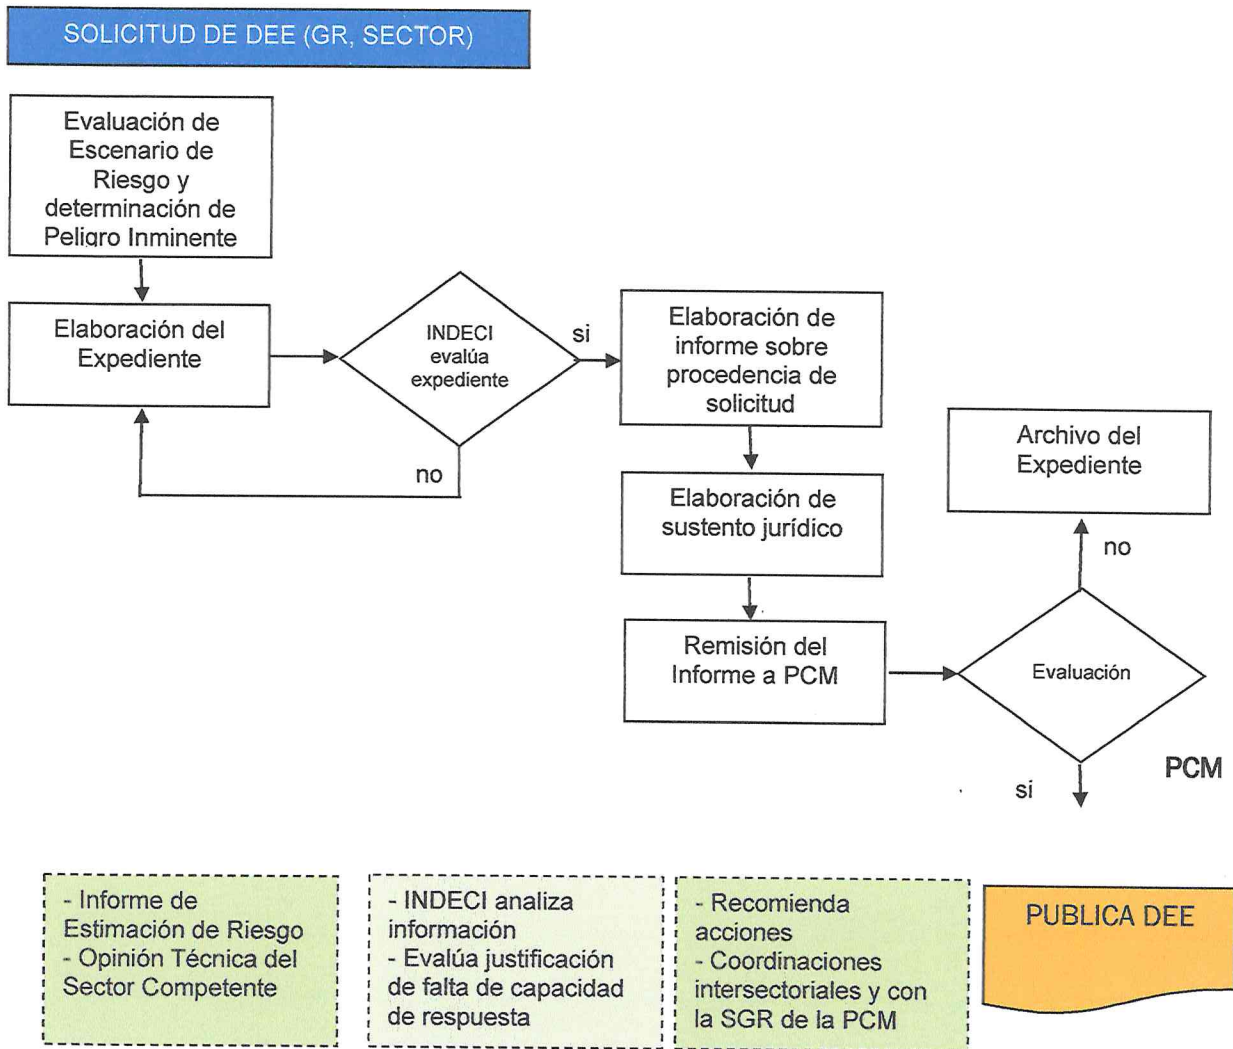 SOLICITUD DE DEE (GR, SECTOR)
Evaluación de
Escenario de
Riesgo y
determinación de
Peligro Inminente
Elaboración del
Expediente
INDECI
evalúa
expediente
si
no
Elaboración de
informe sobre
procedencia de
solicitud
Elaboración de
sustento jurídico
Remisión del
Informe a PCM
Archivo del
Expediente
no
Evaluación
PCM
si
- Informe de
Estimación de Riesgo
- Opinión Técnica del
Sector Competente
- INDECI analiza
información
- Evalúa justificación
de falta de capacidad
de respuesta
- Recomienda
acciones
- Coordinaciones
intersectoriales y con
la SGR de la PCM
PUBLICA DEE